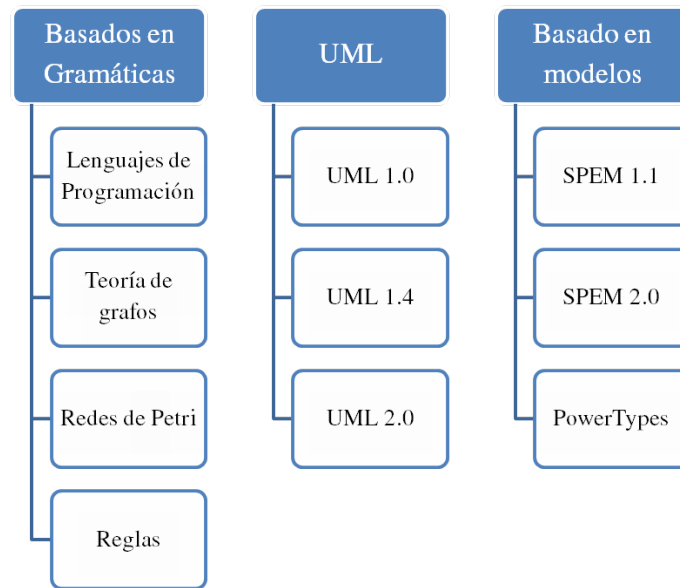 Basados en
Gramáticas
Lenguajes de
Programación
Teoría de
grafos
Redes de Petri
Reglas
UML
UML 1.0
UML 1.4
UML 2.0
Basado en
modelos
SPEM 1.1
SPEM 2.0
PowerTypes